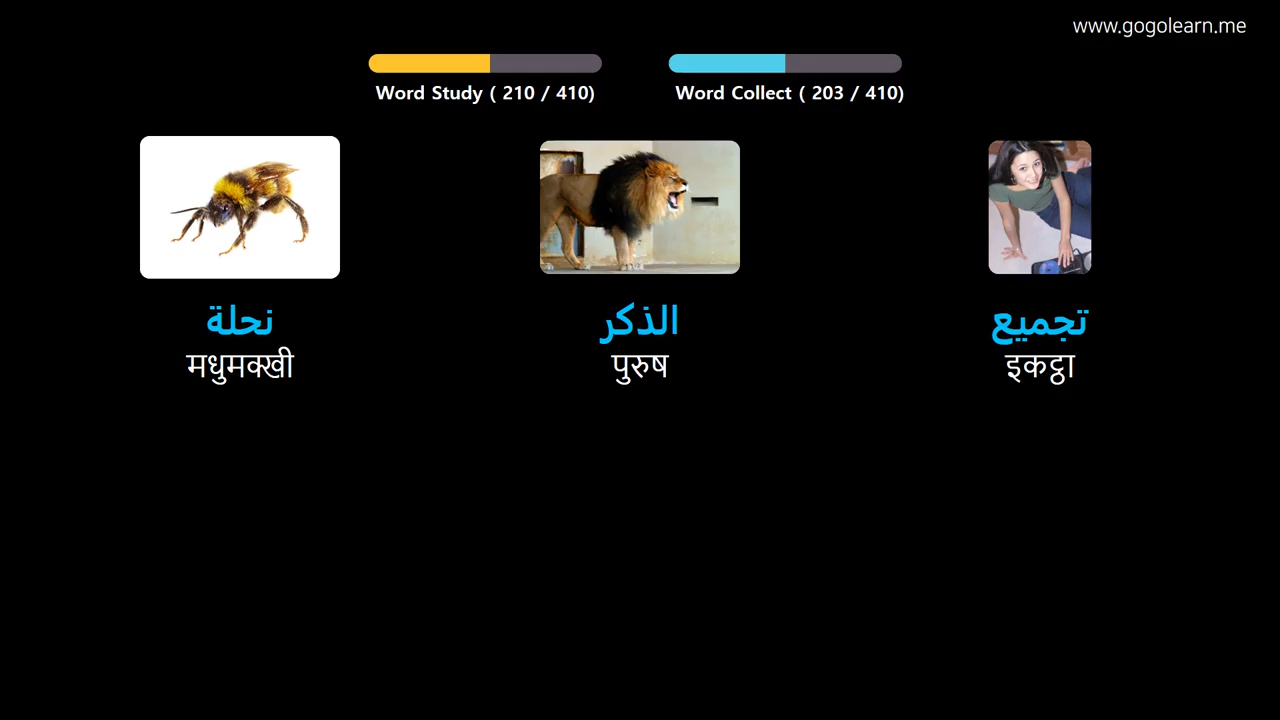 www.gogolearn.me
Word Study ( 210 / 410)
Word Collect ( 203 / 410)
نحلة
मधुमक्खी
الذكر
पुरुष
تجميع
इकट्ठा